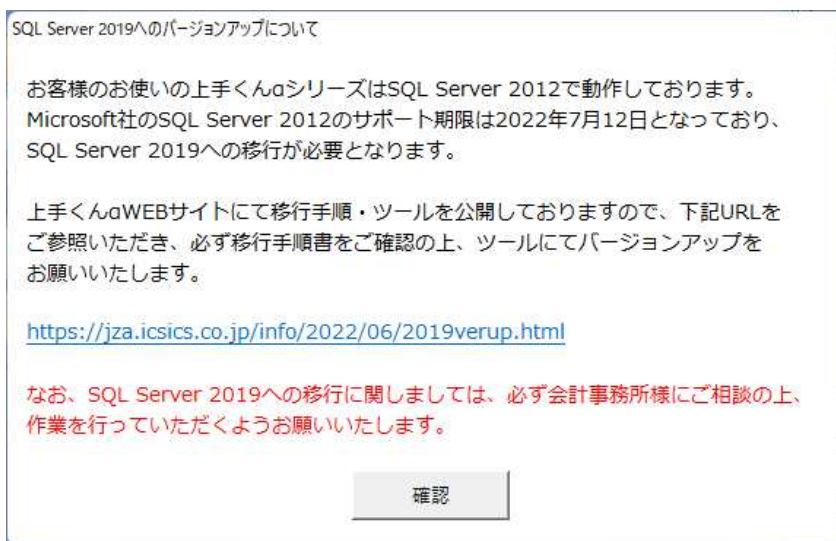 SQL Server 2019へのバージョンアップについて
お客様のお使いの上手くんαシリーズはSQL Server 2012で動作しております。
Microsoft社のSQL Server 2012のサポート期限は2022年7月12日となっており、
SQL Server 2019への移行が必要となります。
上手くんαWEBサイトにて移行手順・ツールを公開しておりますので、下記URLを
ご参照いただき、必ず移行手順書をご確認の上、ツールにてバージョンアップを
お願いいたします。
https://jza.icsics.co.jp/info/2022/06/2019verup.html
なお、SQL Server 2019への移行に関しましては、必ず会計事務所様にご相談の上、
作業を行っていただくようお願いいたします。
確認